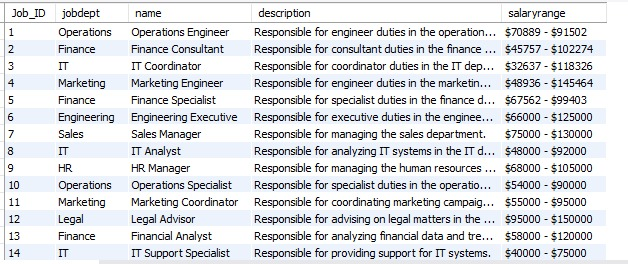 Job_ID jobdept name description salaryrange
1 Operations Operations Engineer Responsible for engineer duties in the operation... $70889 - $91502
2 Finance Finance Consultant Responsible for consultant duties in the finance ... $45757 - $102274
3 IT IT Coordinator Responsible for coordinator duties in the IT dep... $32637 - $118326
4 Marketing Marketing Engineer Responsible for engineer duties in the marketin... $48936 - $145464
5 Finance Finance Specialist Responsible for specialist duties in the finance d... $67562 - $99403
6 Engineering Engineering Executive Responsible for executive duties in the enginee... $66000 - $125000
7 Sales Sales Manager Responsible for managing the sales department. $75000 - $130000
8 IT IT Analyst Responsible for analyzing IT systems in the IT d... $48000 - $92000
9 HR HR Manager Responsible for managing the human resources ... $68000 - $105000
10 Operations Operations Specialist Responsible for specialist duties in the operatio... $54000 - $90000
11 Marketing Marketing Coordinator Responsible for coordinating marketing campaig... $55000 - $95000
12 Legal Legal Advisor Responsible for advising on legal matters in the ... $95000 - $150000
13 Finance Financial Analyst Responsible for analyzing financial data and tre... $58000 - $120000
14 IT IT Support Specialist Responsible for providing support for IT systems. $40000 - $75000